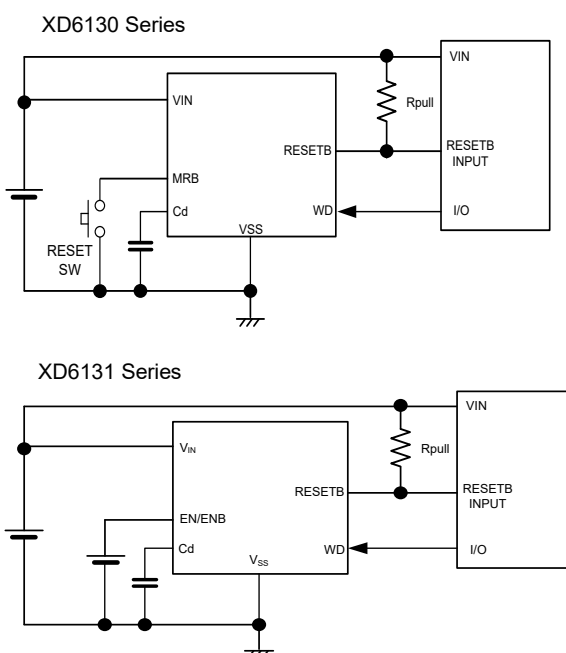 XD6130 Series
VIN
VIN
Rpull
RESETB
RESETB
INPUT
MRB
Cd
WD
I/O
VSS
RESET
SW
XD6131 Series
VIN
VIN
Rpull
RESETB
RESETB
INPUT
EN/ENB
Cd
WD
I/O
VSS